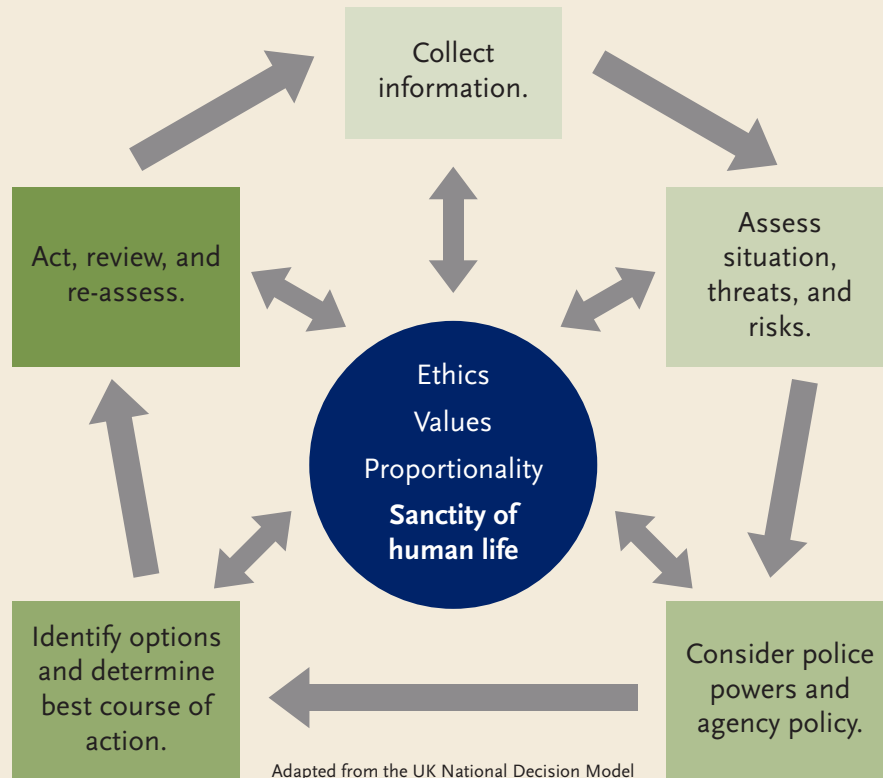 Collect
information.
Assess
situation,
threats, and
risks.
Consider police
powers and
agency policy.
Identify options
and determine
best course of
action.
Act, review, and
re-assess.
Ethics
Values
Proportionality
Sanctity of
human life
Adapted from the UK National Decision Model